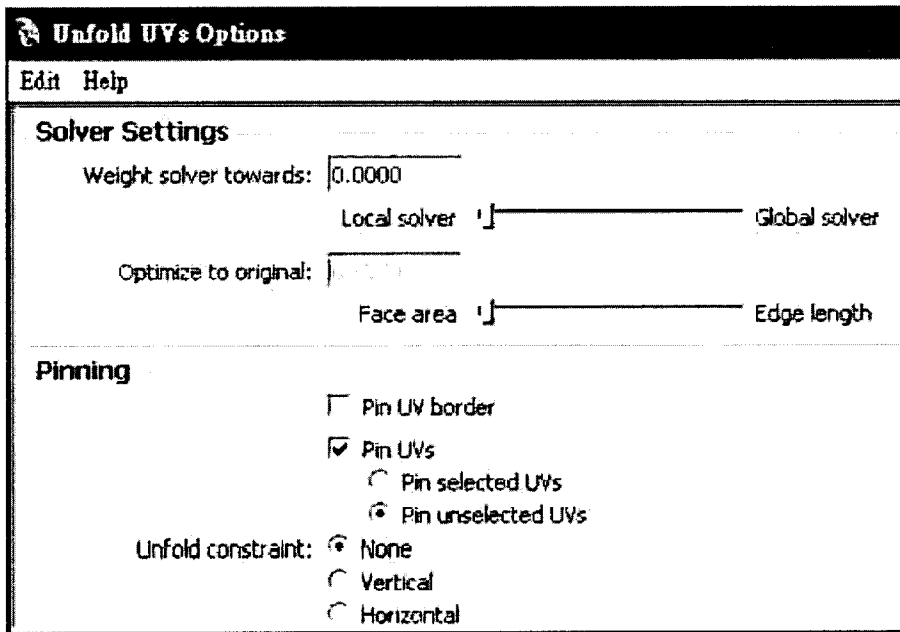 Unfold UVs Options
Edit Help
Solver Settings
Weight solver towards: 0.0000
Local solver Global solver
Optimize to original:
Face area Edge length
Pinning
Pin UV border
Pin UVs
Pin selected UVs
Pin unselected UVs
Unfold constraint: None
Vertical
Horizontal